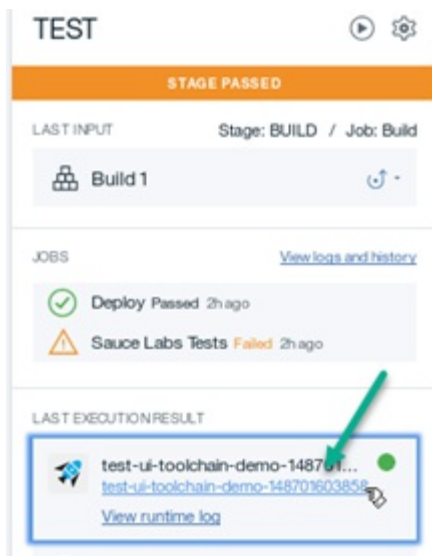 TEST
STAGE PASSED
LAST INPUT Stage: BUILD / Job: Build
Build 1
JOBS View logs and history
Deploy Passed 2h ago
Sauce Labs Tests Failed 2h ago
LAST EXECUTION RESULT
test-ui-toolchain-demo-148701...
test-ui-toolchain-demo-148701603858
View runtime log